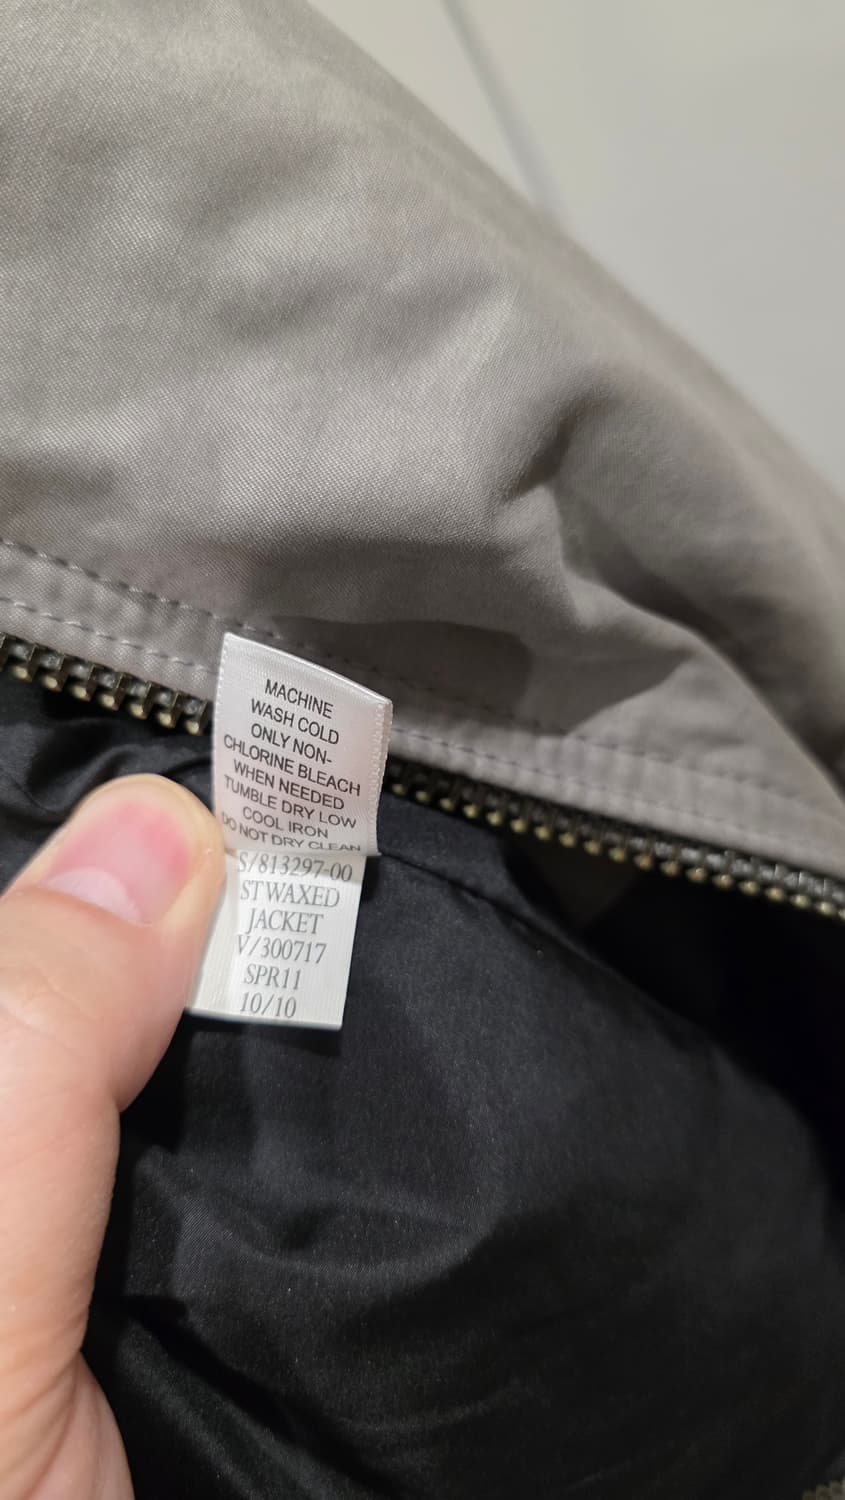 MACHINE
WASH COLD
ONLY NON-
CHLORINE BLEACH
WHEN NEEDED
TUMBLE DRY LOW
COOL IRON
DO NOT DRY CLEAN
S/813297-00
ST WAXED
JACKET
V/300717
SPR11
10/10